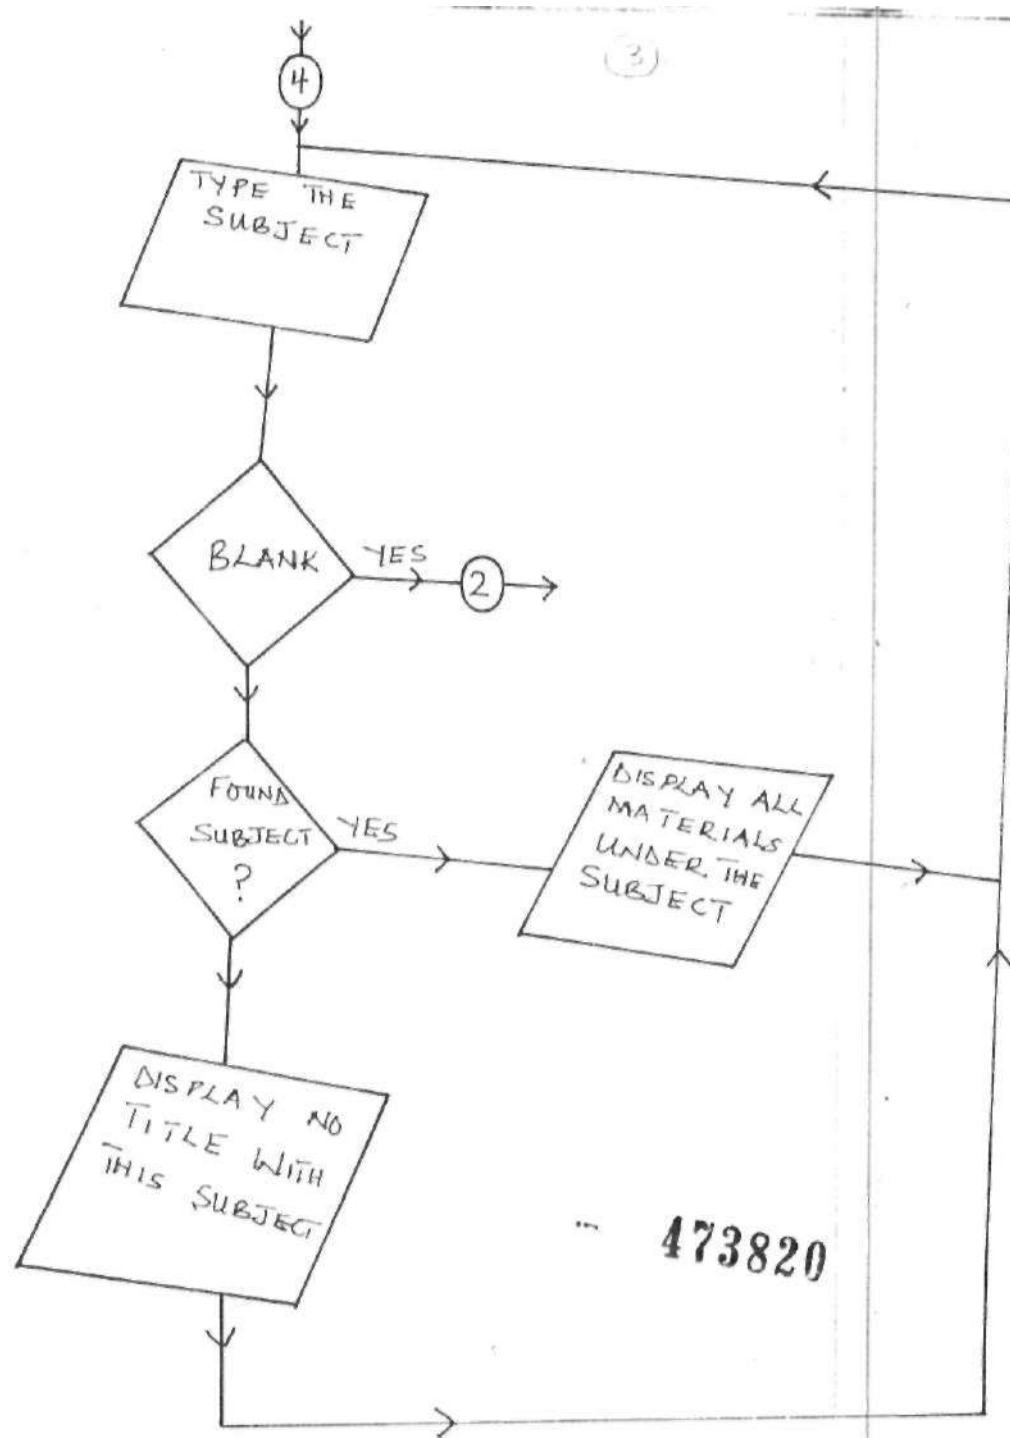 3
4
TYPE THE
SUBJECT
BLANK
YES
2
FOUND
SUBJECT
?
YES
DISPLAY ALL
MATERIALS
UNDER THE
SUBJECT
DISPLAY NO
TITLE WITH
THIS SUBJECT
473820